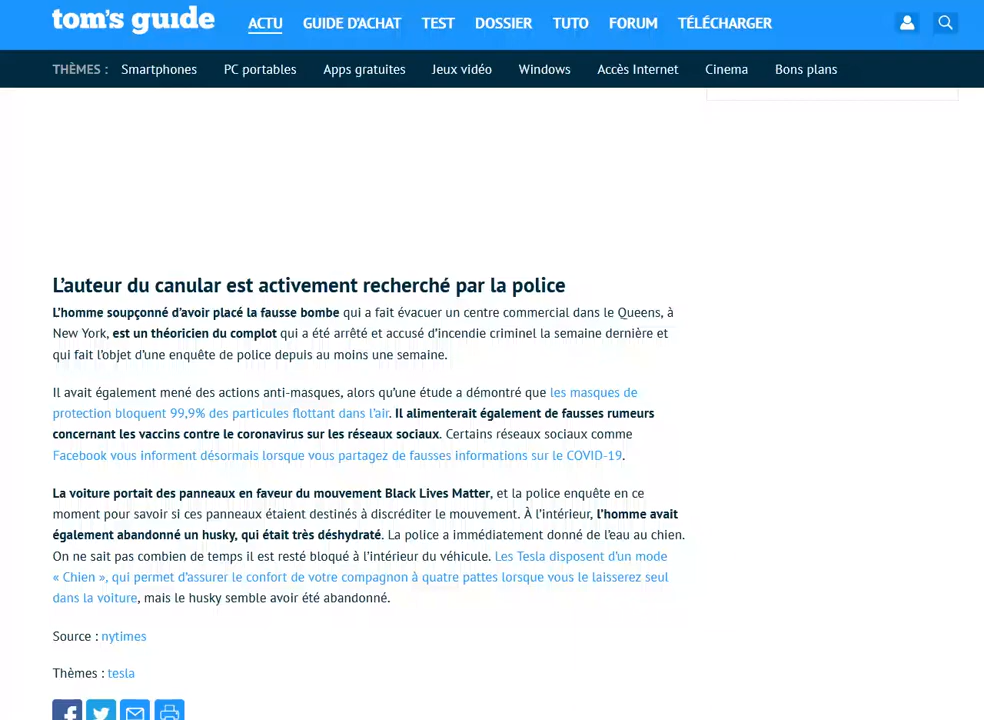 tom's guide ACTU GUIDE D'ACHAT TEST DOSSIER TUTO FORUM TÉLÉCHARGER
THÈMES : Smartphones PC portables Apps gratuites Jeux vidéo Windows Accès Internet Cinema Bons plans
L’auteur du canular est activement recherché par la police
L’homme soupçonné d’avoir placé la fausse bombe qui a fait évacuer un centre commercial dans le Queens, à
New York, est un théoricien du complot qui a été arrêté et accusé d’incendie criminel la semaine dernière et
qui fait l’objet d’une enquête de police depuis au moins une semaine.
Il avait également mené des actions anti-masques, alors qu’une étude a démontré que les masques de
protection bloquent 99,9% des particules flottant dans l’air. Il alimenterait également de fausses rumeurs
concernant les vaccins contre le coronavirus sur les réseaux sociaux. Certains réseaux sociaux comme
Facebook vous informent désormais lorsque vous partagez de fausses informations sur le COVID-19.
La voiture portait des panneaux en faveur du mouvement Black Lives Matter, et la police enquête en ce
moment pour savoir si ces panneaux étaient destinés à discréditer le mouvement. À l’intérieur, l’homme avait
également abandonné un husky, qui était très déshydraté. La police a immédiatement donné de l’eau au chien.
On ne sait pas combien de temps il est resté bloqué à l’intérieur du véhicule. Les Tesla disposent d’un mode
« Chien », qui permet d’assurer le confort de votre compagnon à quatre pattes lorsque vous le laisserez seul
dans la voiture, mais le husky semble avoir été abandonné.
Source : nytimes
Thèmes : tesla